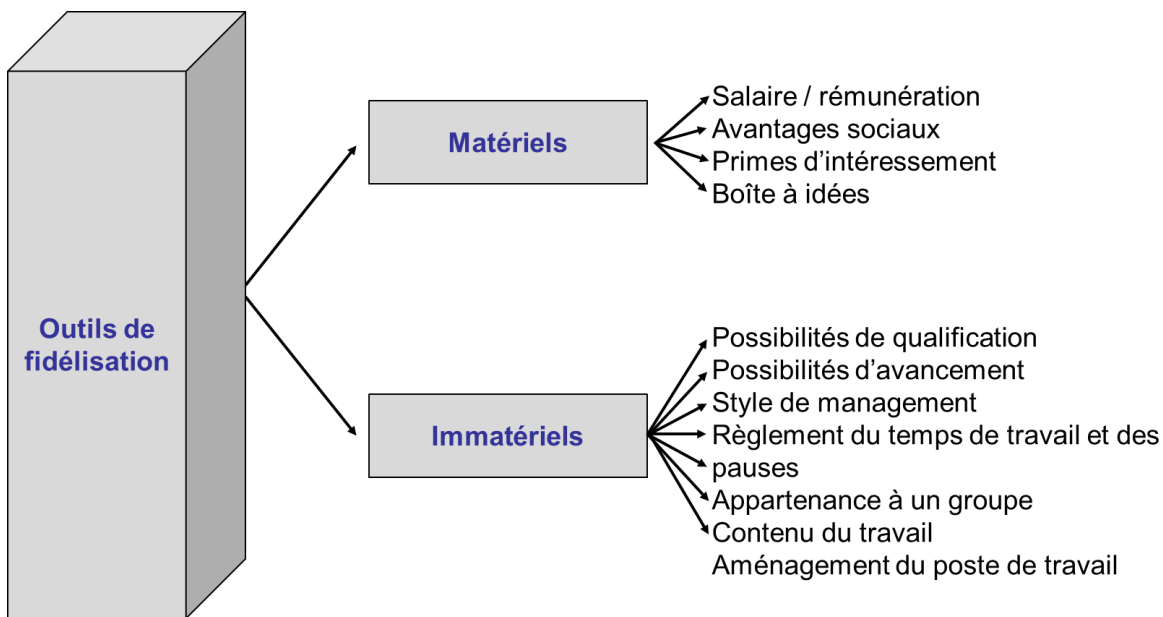 Outils de
fidélisation
Matériels
Salaire / rémunération
Avantages sociaux
Primes d'intéressement
Boîte à idées
Immatériels
Possibilités de qualification
Possibilités d'avancement
Style de management
Règlement du temps de travail et des
pauses
Appartenance à un groupe
Contenu du travail
Aménagement du poste de travail